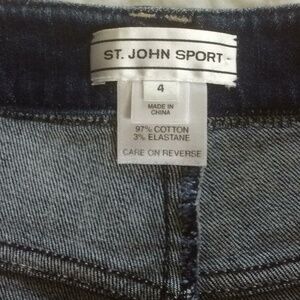 ST. JOHN SPORT
4
MADE IN
CHINA
97% COTTON
3% ELASTANE
CARE ON REVERSE